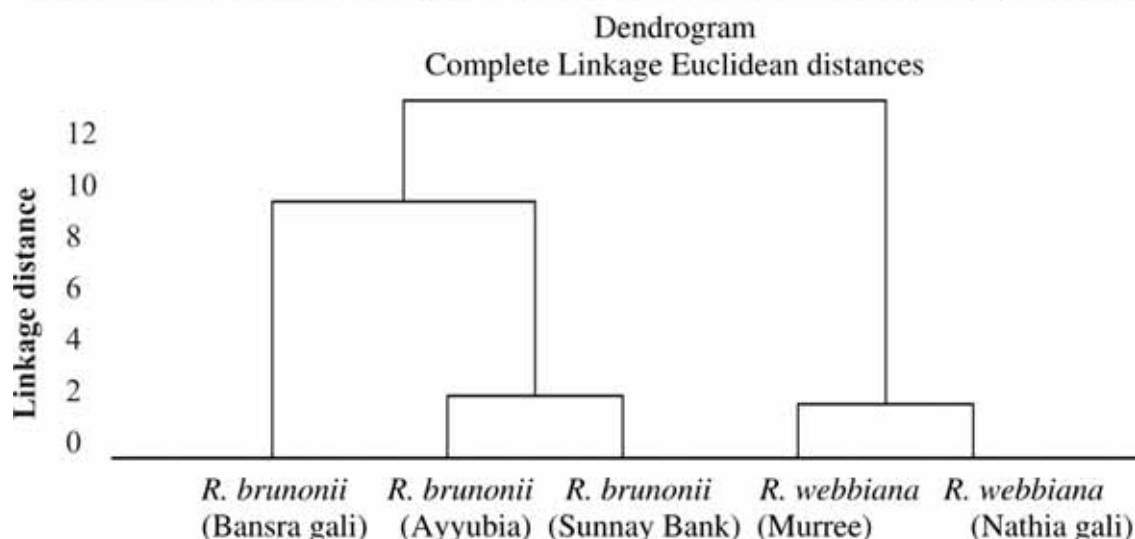 Dendrogram
Complete Linkage Euclidean distances
Linkage distance
12
10
8
6
4
2
0
R. brunonii R. brunonii R. brunonii R. webbiana R. webbiana
(Bansra gali) (Ayyubia) (Sunnay Bank) (Murree) (Nathia gali)